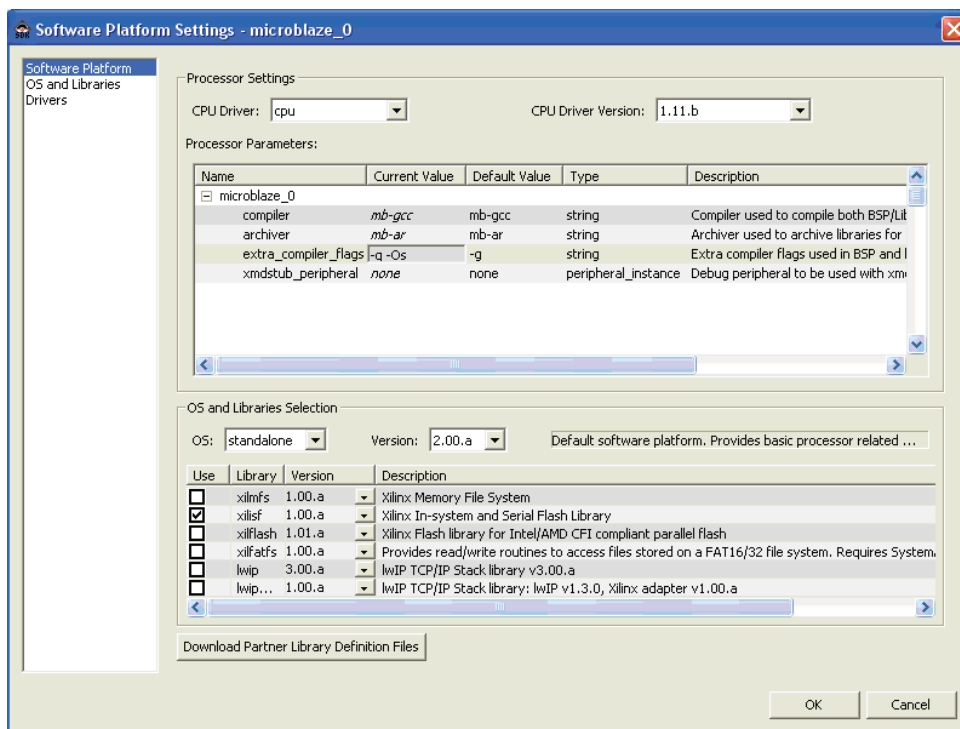 Software Platform Settings - microblaze_0
Software Platform
OS and Libraries
Drivers
Processor Settings
CPU Driver: cpu CPU Driver Version: 1.11.b
Processor Parameters:
Name Current Value Default Value Type Description
microblaze_0
compiler mb-gcc mb-gcc string Compiler used to compile both BSP/Lib
archiver mb-ar mb-ar string Archiver used to archive libraries for
extra_compiler_flags -g -Os -g string Extra compiler flags used in BSP and l
xmdstub_peripheral none none peripheral_instance Debug peripheral to be used with xm
OS and Libraries Selection
OS: standalone Version: 2.00.a Default software platform. Provides basic processor related ...
Use Library Version Description
xilmfs 1.00.a Xilinx Memory File System
xilisf 1.00.a Xilinx In-system and Serial Flash Library
xilflash 1.01.a Xilinx Flash library for Intel/AMD CFI compliant parallel flash
xilfatfs 1.00.a Provides read/write routines to access files stored on a FAT16/32 file system. Requires System
lwip 3.00.a lwIP TCP/IP Stack library v3.00.a
lwip... 1.00.a lwIP TCP/IP Stack library: lwIP v1.3.0, Xilinx adapter v1.00.a
Download Partner Library Definition Files
OK Cancel